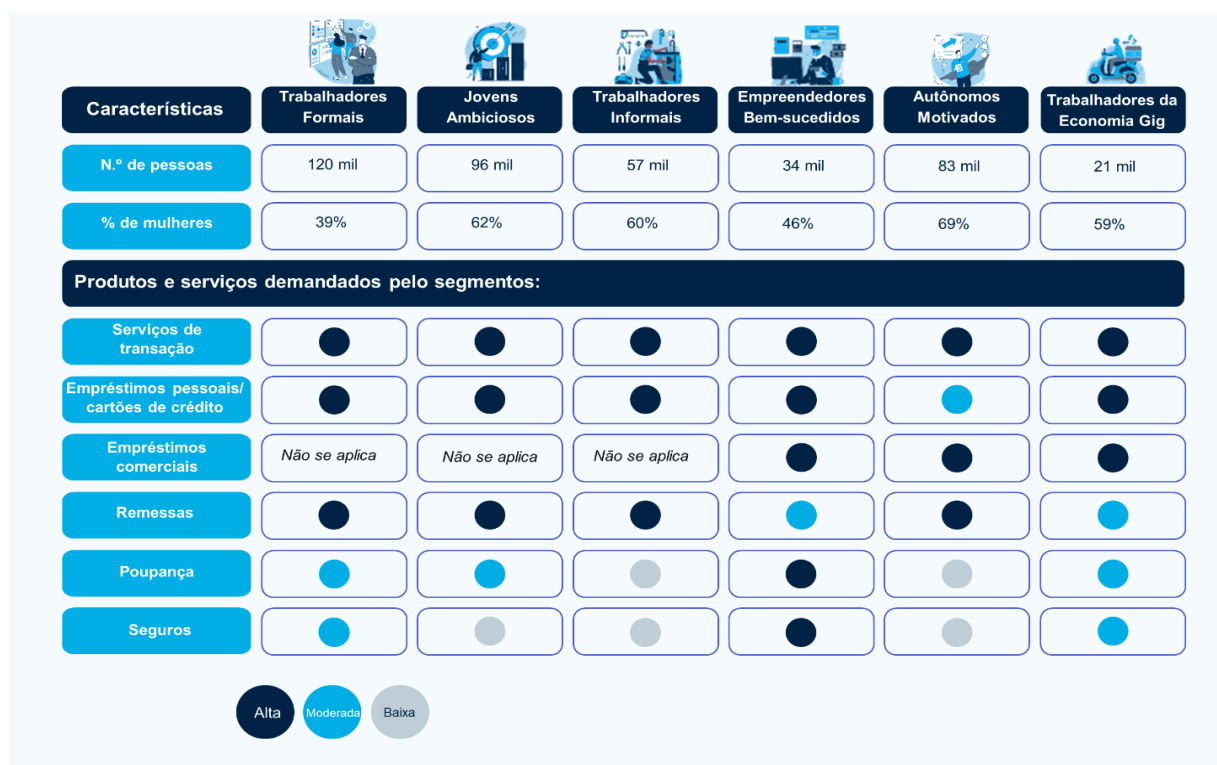 Características
Trabalhadores
Formais
Jovens
Ambiciosos
Trabalhadores
Informais
Empreendedores
Bem-sucedidos
Autônomos
Motivados
Trabalhadores da
Economia Gig
N.º de pessoas
120 mil
96 mil
57 mil
34 mil
83 mil
21 mil
% de mulheres
39%
62%
60%
46%
69%
59%
Produtos e serviços demandados pelo segmentos:
Serviços de
transação
Empréstimos pessoais/
cartões de crédito
Empréstimos
comerciais
Não se aplica
Não se aplica
Não se aplica
Remessas
Poupança
Seguros
Alta
Moderada
Baixa